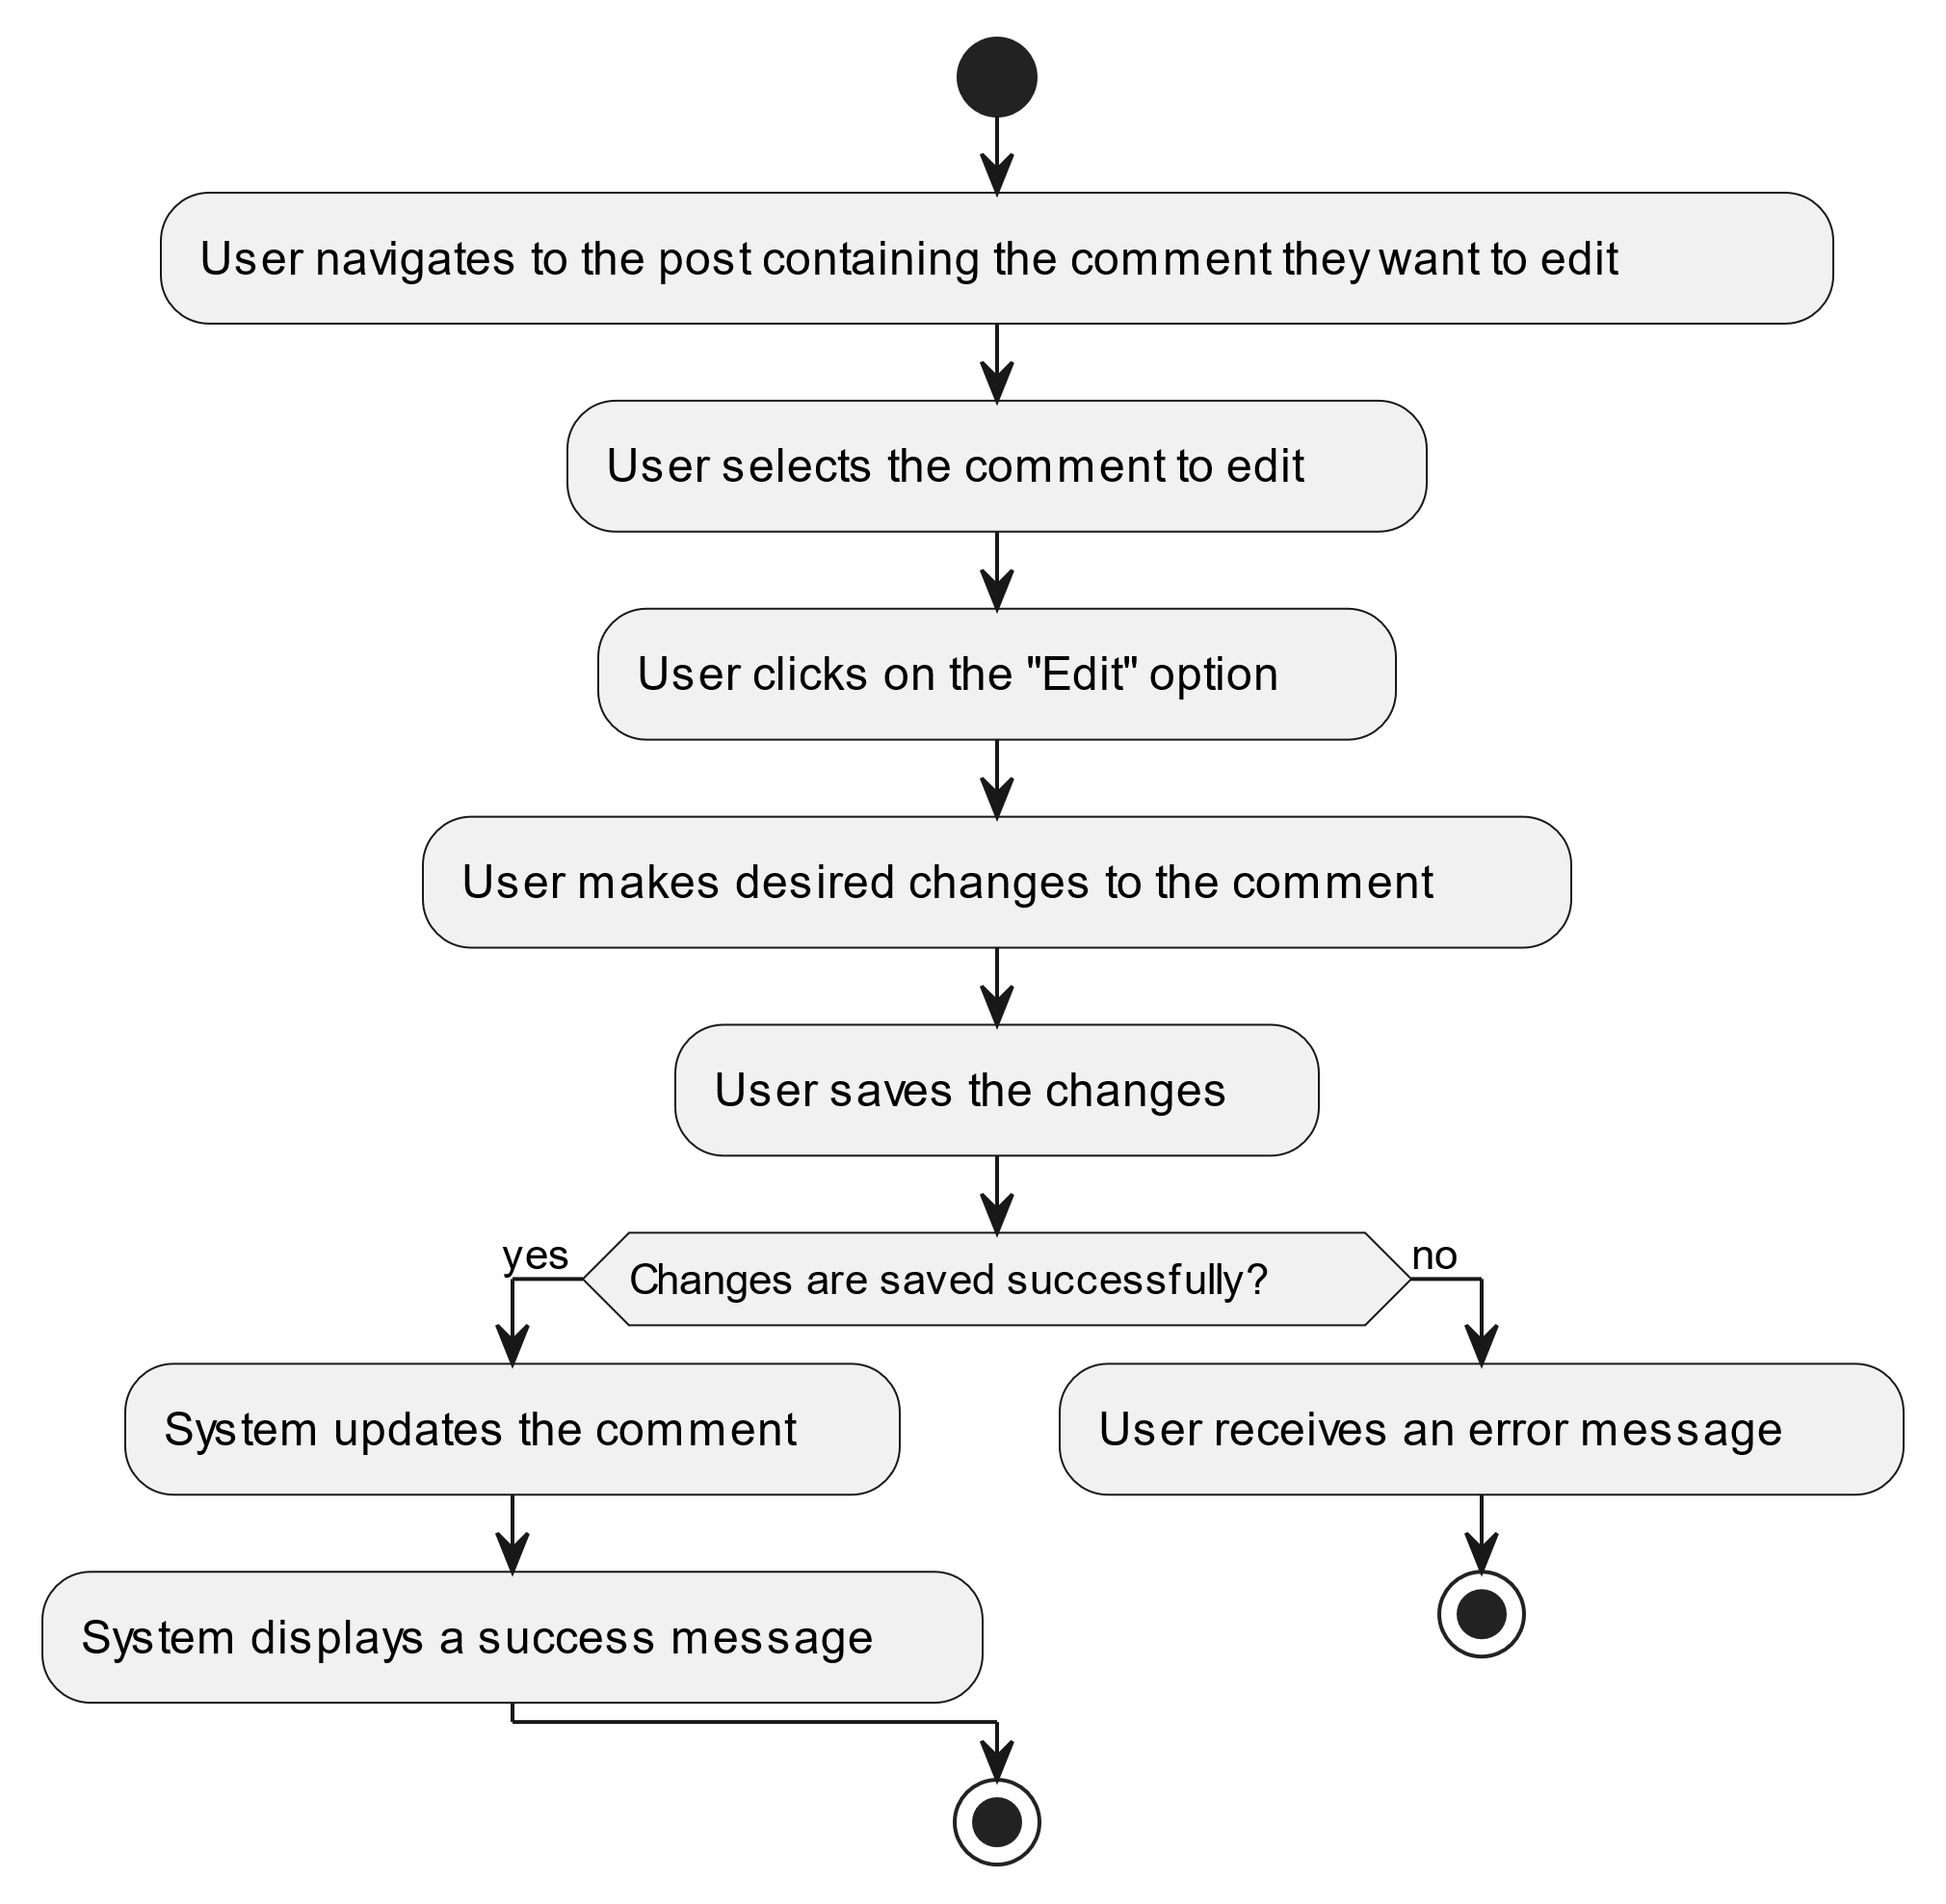 User navigates to the post containing the comment they want to edit
User selects the comment to edit
User clicks on the "Edit" option
User makes desired changes to the comment
User saves the changes
yes
Changes are saved successfully?
no
System updates the comment
User receives an error message
System displays a success message